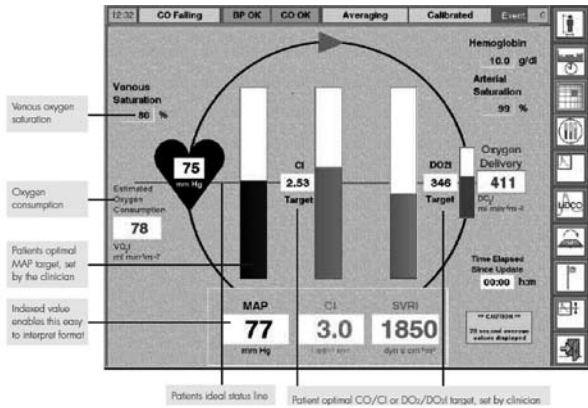 12:32 CO Falling BP OK CO OK Averaging Calibrated Event 0
Hemoglobin
10.0 g/dl
Venous
Saturation
80 %
Arterial
Saturation
99 %
Venous oxygen
saturation
75
mm Hg
CI
2.53
Target
DO2I
346
Target
Oxygen
Delivery
411
Oxygen
consumption
Estimated
Oxygen
Consumption
78
Patients optimal
MAP target, set
by the clinician
Time Elapsed
Since Update
00:00 h:m
Indexed value
enables this easy
to interpret format
MAP
77
mm Hg
CI
3.0
SVRI
1850
** CAUTION **
values displayed
LiDCO
Patients ideal status line
Patient optimal CO/CI or DO₂/DO₂I target, set by clinician